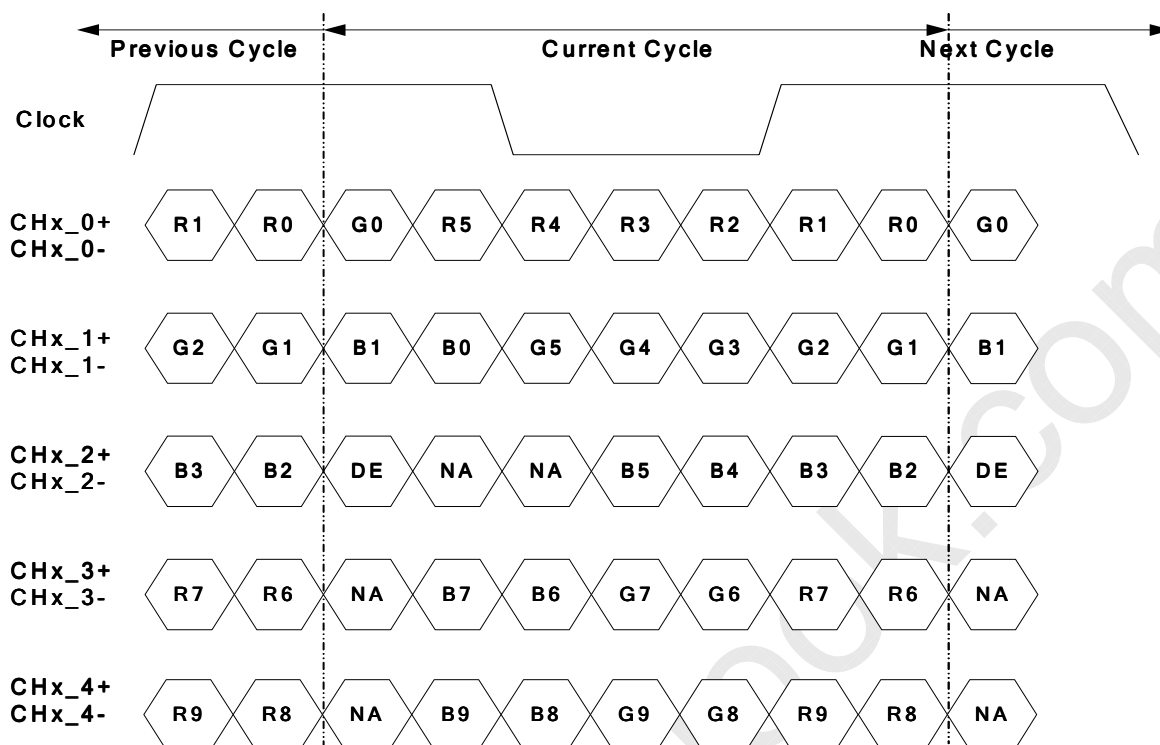 Previous Cycle Current Cycle Next Cycle
Clock
CHx_0+
CHx_0-
R1 R0 G0 R5 R4 R3 R2 R1 R0 G0
CHx_1+
CHx_1-
G2 G1 B1 B0 G5 G4 G3 G2 G1 B1
CHx_2+
CHx_2-
B3 B2 DE NA NA B5 B4 B3 B2 DE
CHx_3+
CHx_3-
R7 R6 NA B7 B6 G7 G6 R7 R6 NA
CHx_4+
CHx_4-
R9 R8 NA B9 B8 G9 G8 R9 R8 NA